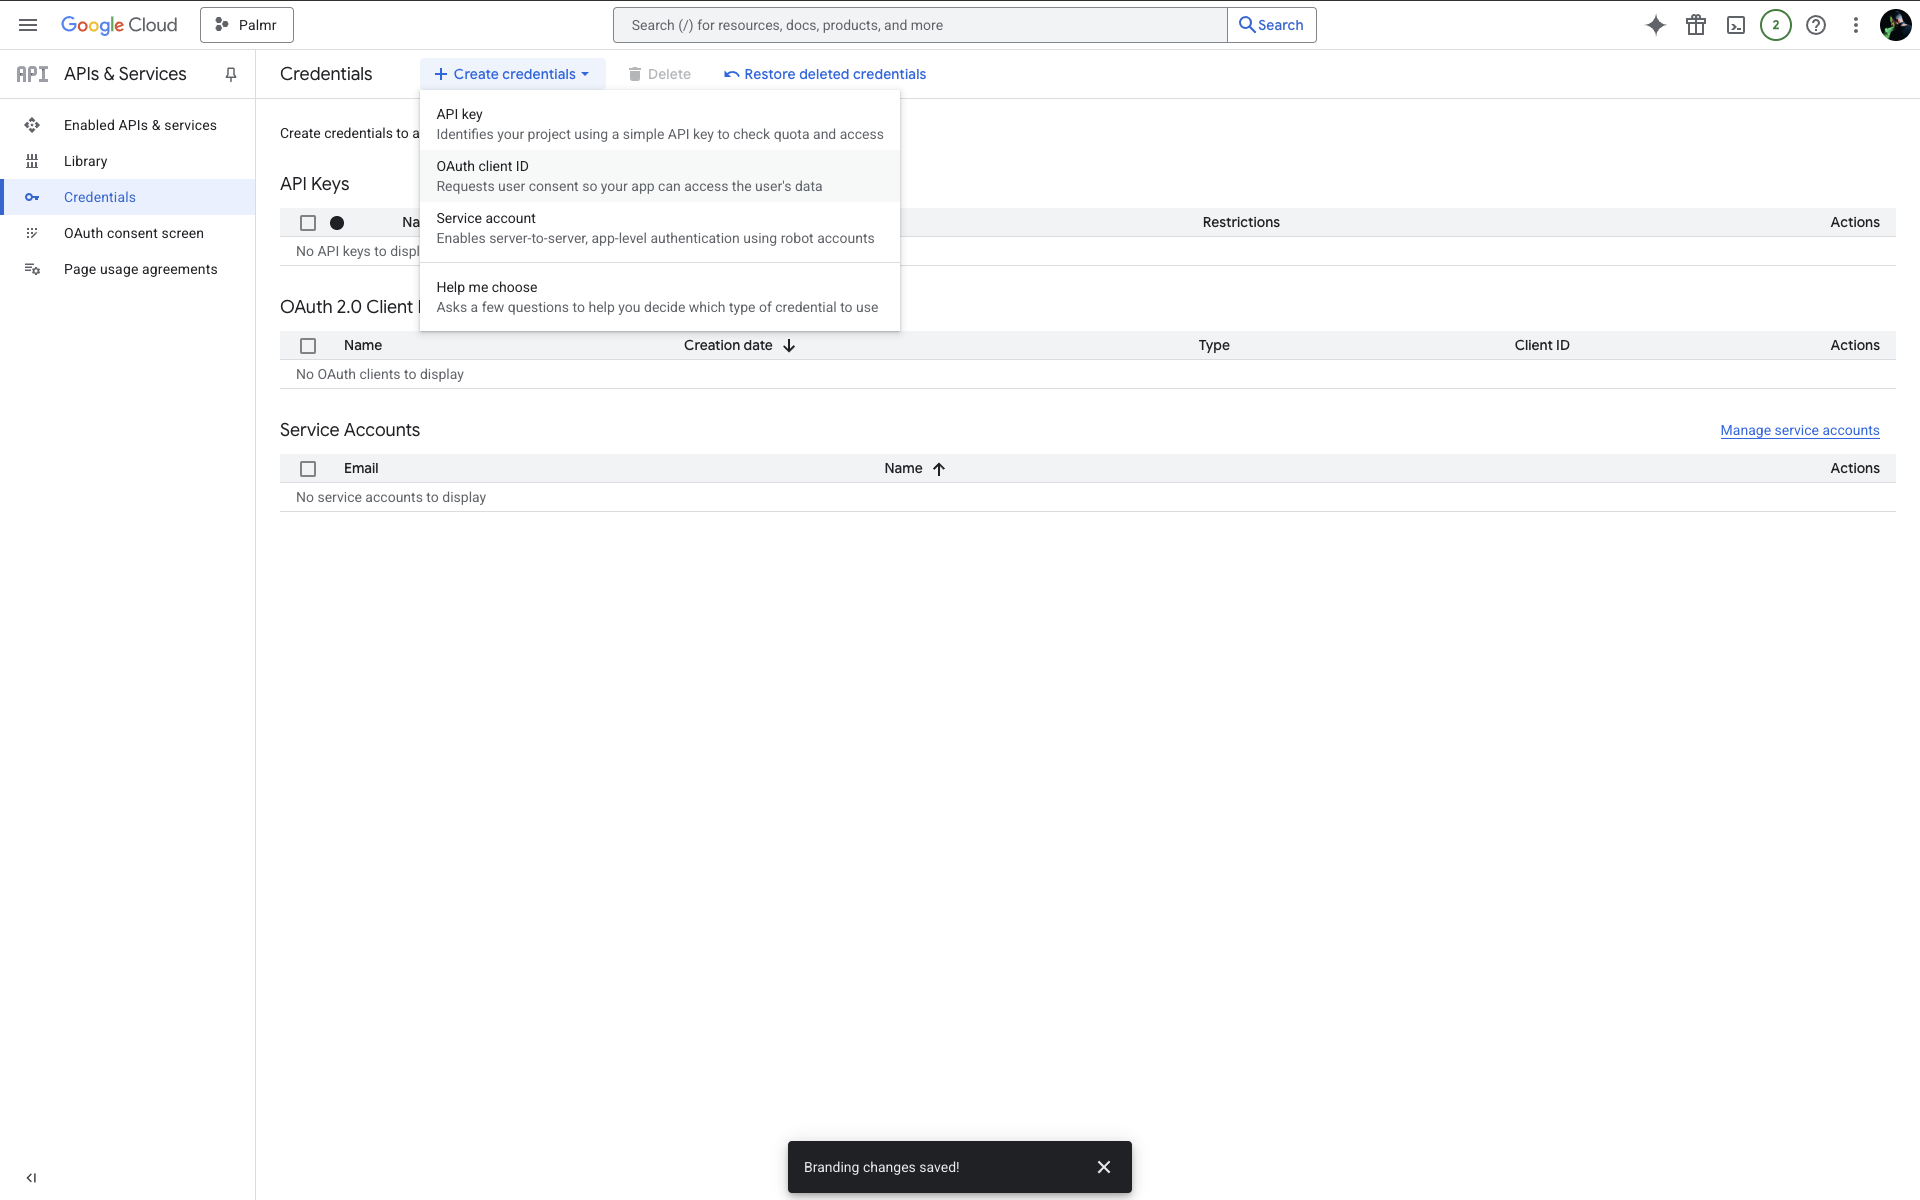 Google Cloud
Palmr
Search (/) for resources, docs, products, and more
Search
2
API
APIs & Services
Credentials
Create credentials
Delete
Restore deleted credentials
Enabled APIs & services
Library
Credentials
OAuth consent screen
Page usage agreements
Create credentials to a
API key
Identifies your project using a simple API key to check quota and access
OAuth client ID
Requests user consent so your app can access the user's data
Service account
Enables server-to-server, app-level authentication using robot accounts
Help me choose
Asks a few questions to help you decide which type of credential to use
API Keys
Na
Restrictions
Actions
No API keys to displ
OAuth 2.0 Client
Name
Creation date
Type
Client ID
Actions
No OAuth clients to display
Service Accounts
Manage service accounts
Email
Name
Actions
No service accounts to display
Branding changes saved!